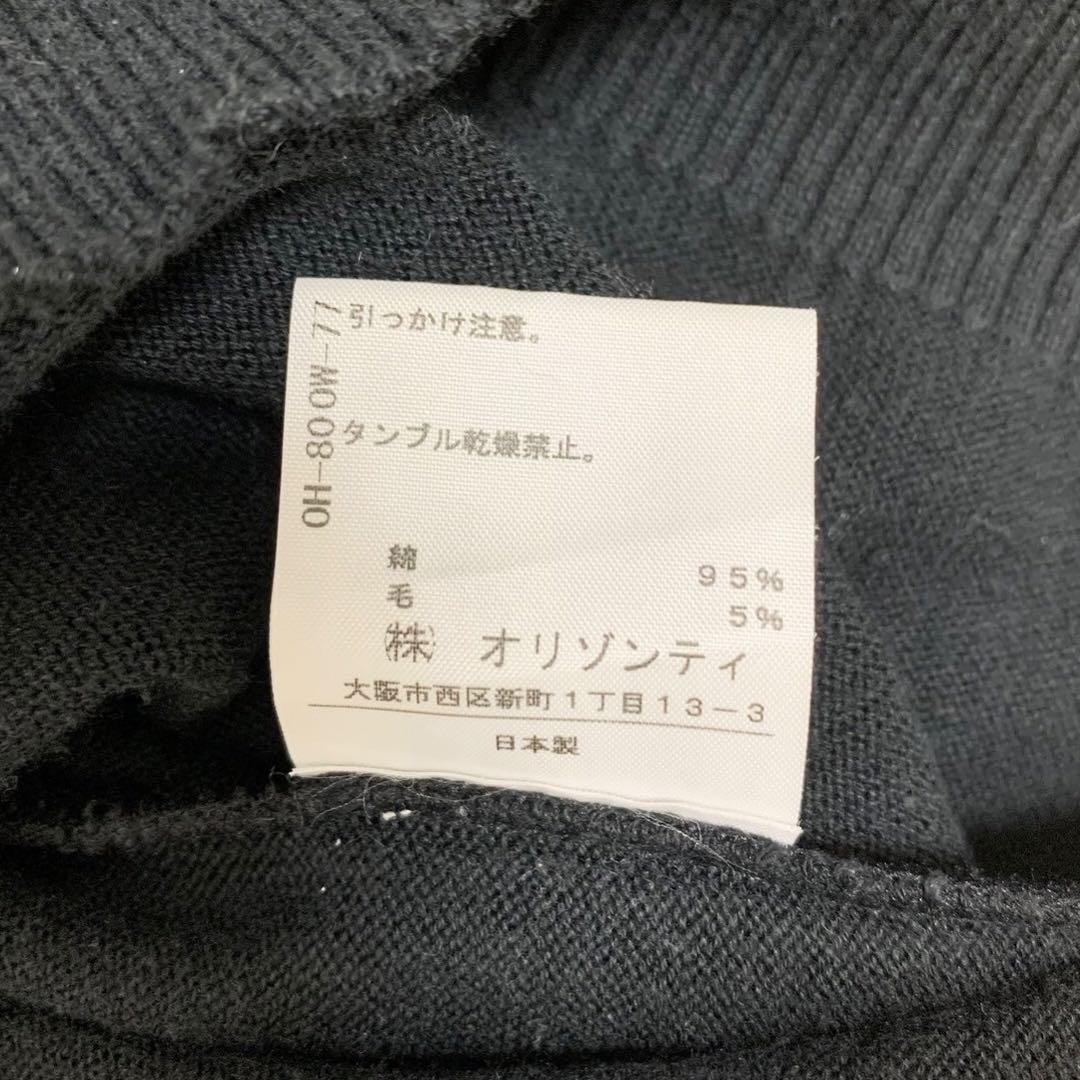 引っかけ注意。
タンブル乾燥禁止。
OH-800W-77
綿 95%
毛 5%
㈱ オリゾンティ
大阪市西区新町1丁目13-3
日本製